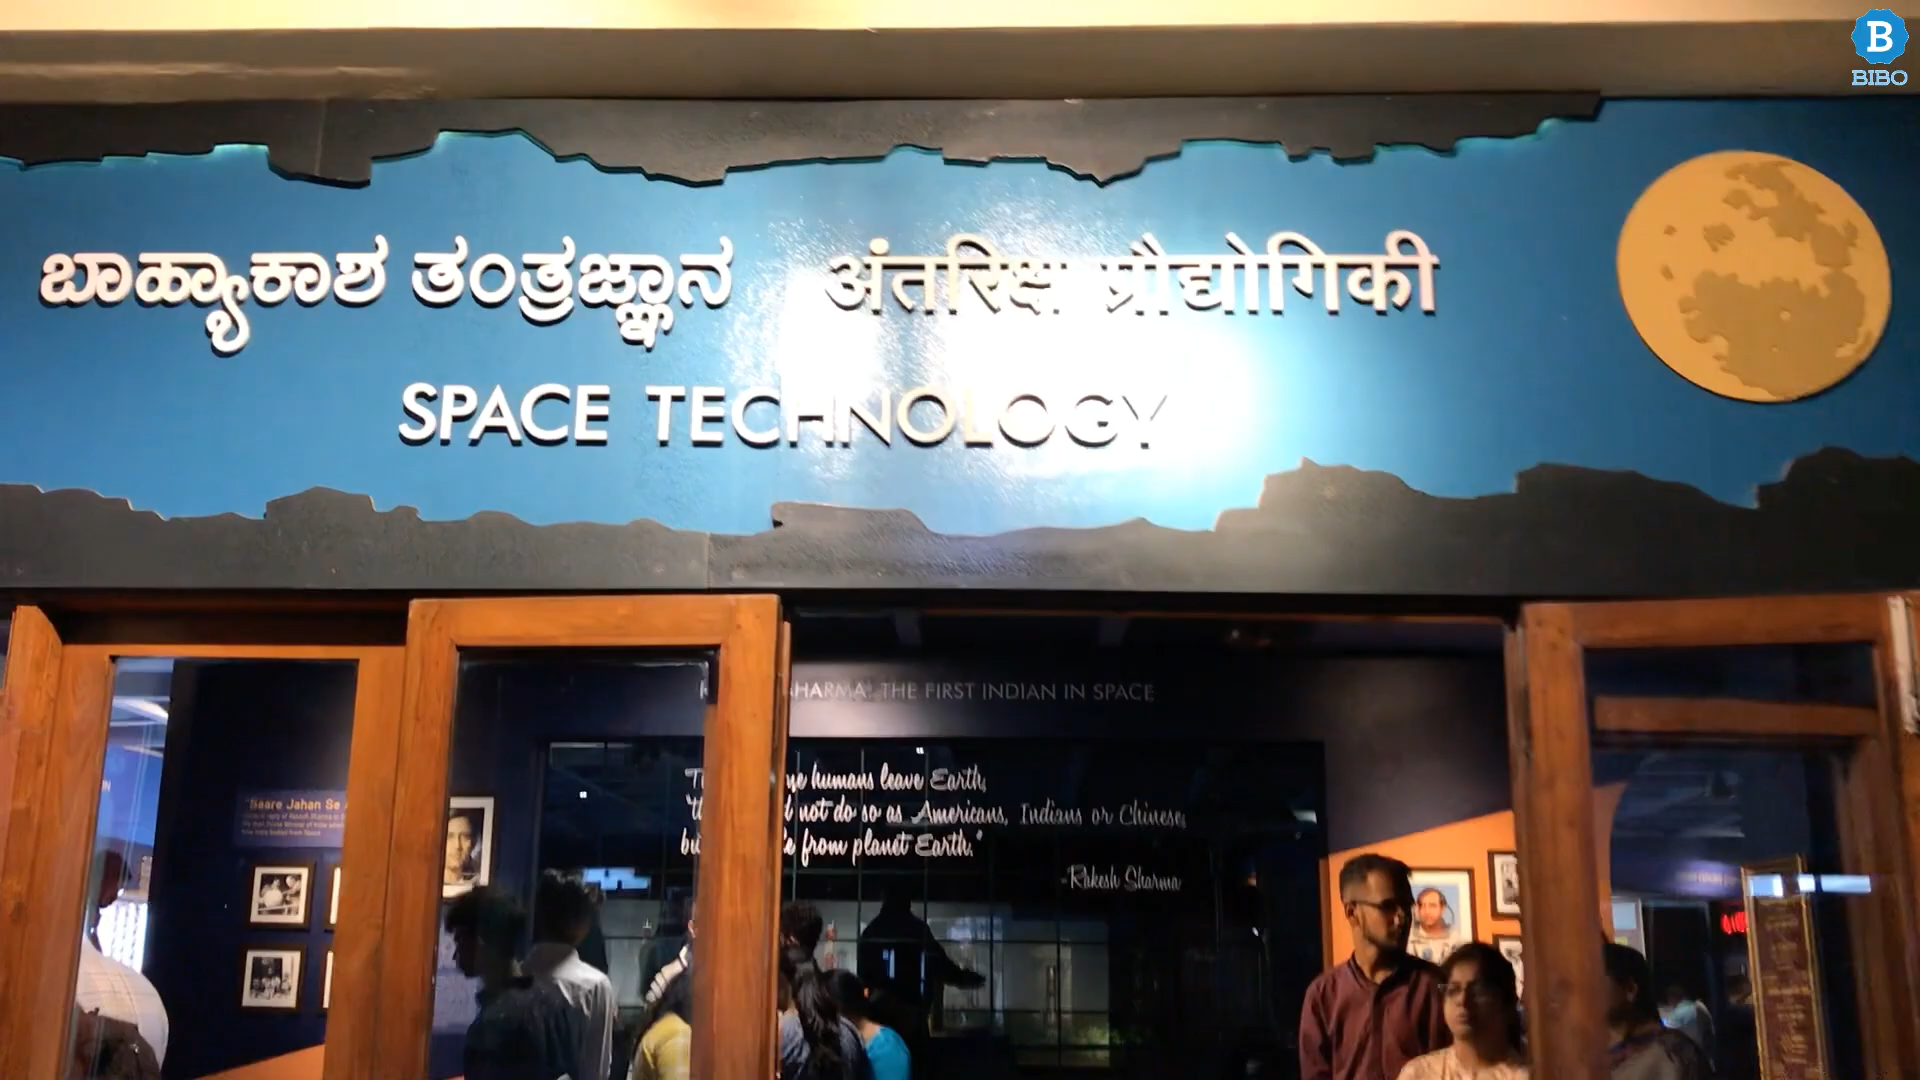 B
BIBO
ಬಾಹ್ಯಾಕಾಶ ತಂತ್ರಜ್ಞಾನ अंतरिक्ष प्रौद्योगिकी
SPACE TECHNOLOGY
THE FIRST INDIAN IN SPACE
humans leave Earth,
not do so as Americans, Indians or Chinese,
from planet Earth."
-Rakesh Sharma
"Saare Jahan Se